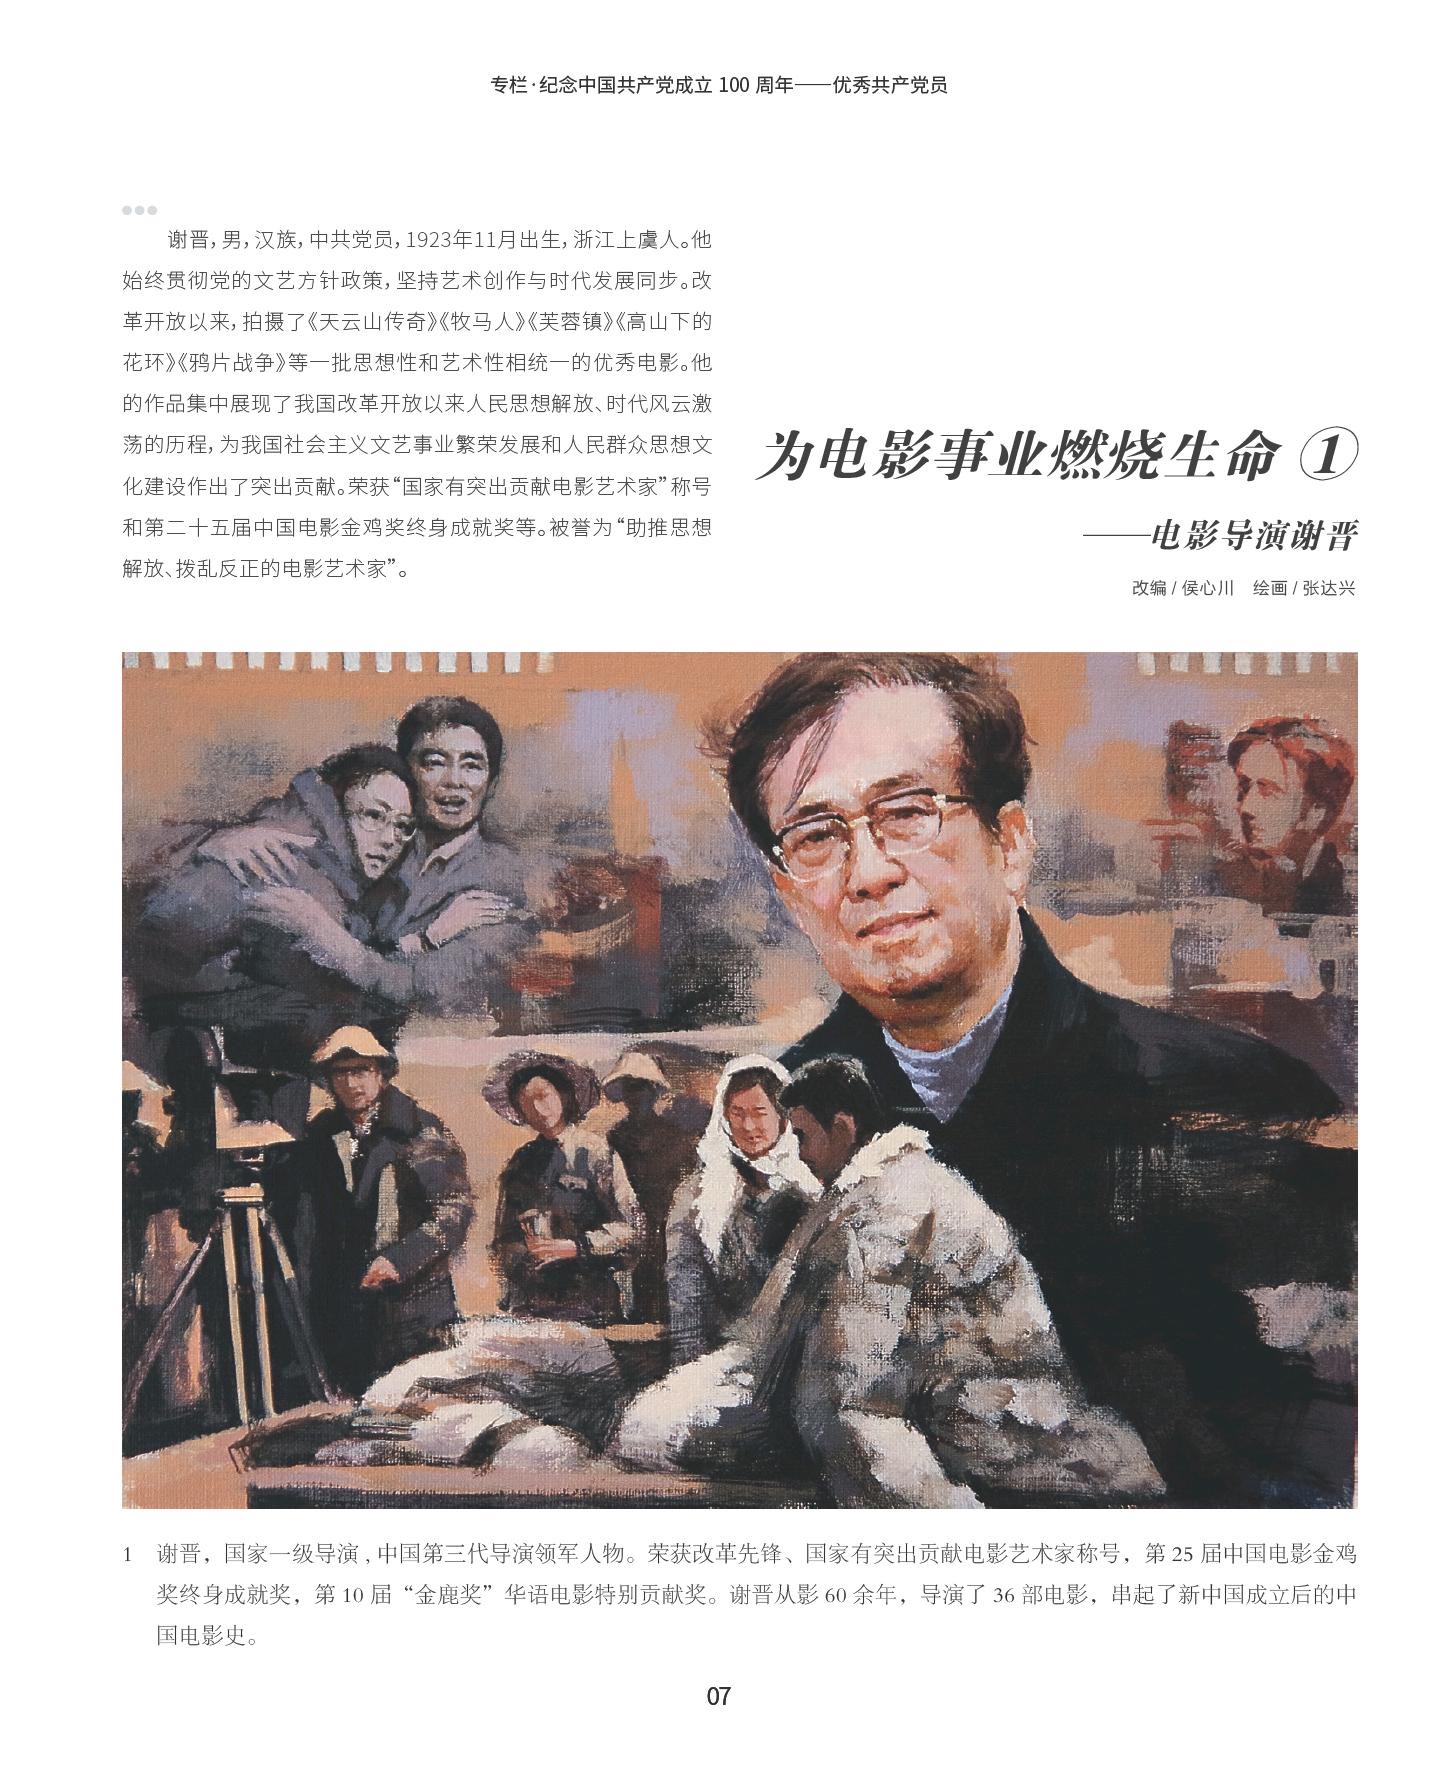 专栏·纪念中国共产党成立 100 周年——优秀共产党员
谢晋，男，汉族，中共党员，1923年11月出生，浙江上虞人。他
始终贯彻党的文艺方针政策，坚持艺术创作与时代发展同步。改
革开放以来，拍摄了《天云山传奇》《牧马人》《芙蓉镇》《高山下的
花环》《鸦片战争》等一批思想性和艺术性相统一的优秀电影。他
的作品集中展现了我国改革开放以来人民思想解放、时代风云激
荡的历程，为我国社会主义文艺事业繁荣发展和人民群众思想文
化建设作出了突出贡献。荣获“国家有突出贡献电影艺术家”称号
和第二十五届中国电影金鸡奖终身成就奖等。被誉为“助推思想
解放、拨乱反正的电影艺术家”。
为电影事业燃烧生命 ①
——电影导演谢晋
改编 / 侯心川　绘画 / 张达兴
1　谢晋，国家一级导演 , 中国第三代导演领军人物。荣获改革先锋、国家有突出贡献电影艺术家称号，第 25 届中国电影金鸡
奖终身成就奖，第 10 届“金鹿奖”华语电影特别贡献奖。谢晋从影 60 余年，导演了 36 部电影，串起了新中国成立后的中
国电影史。
07